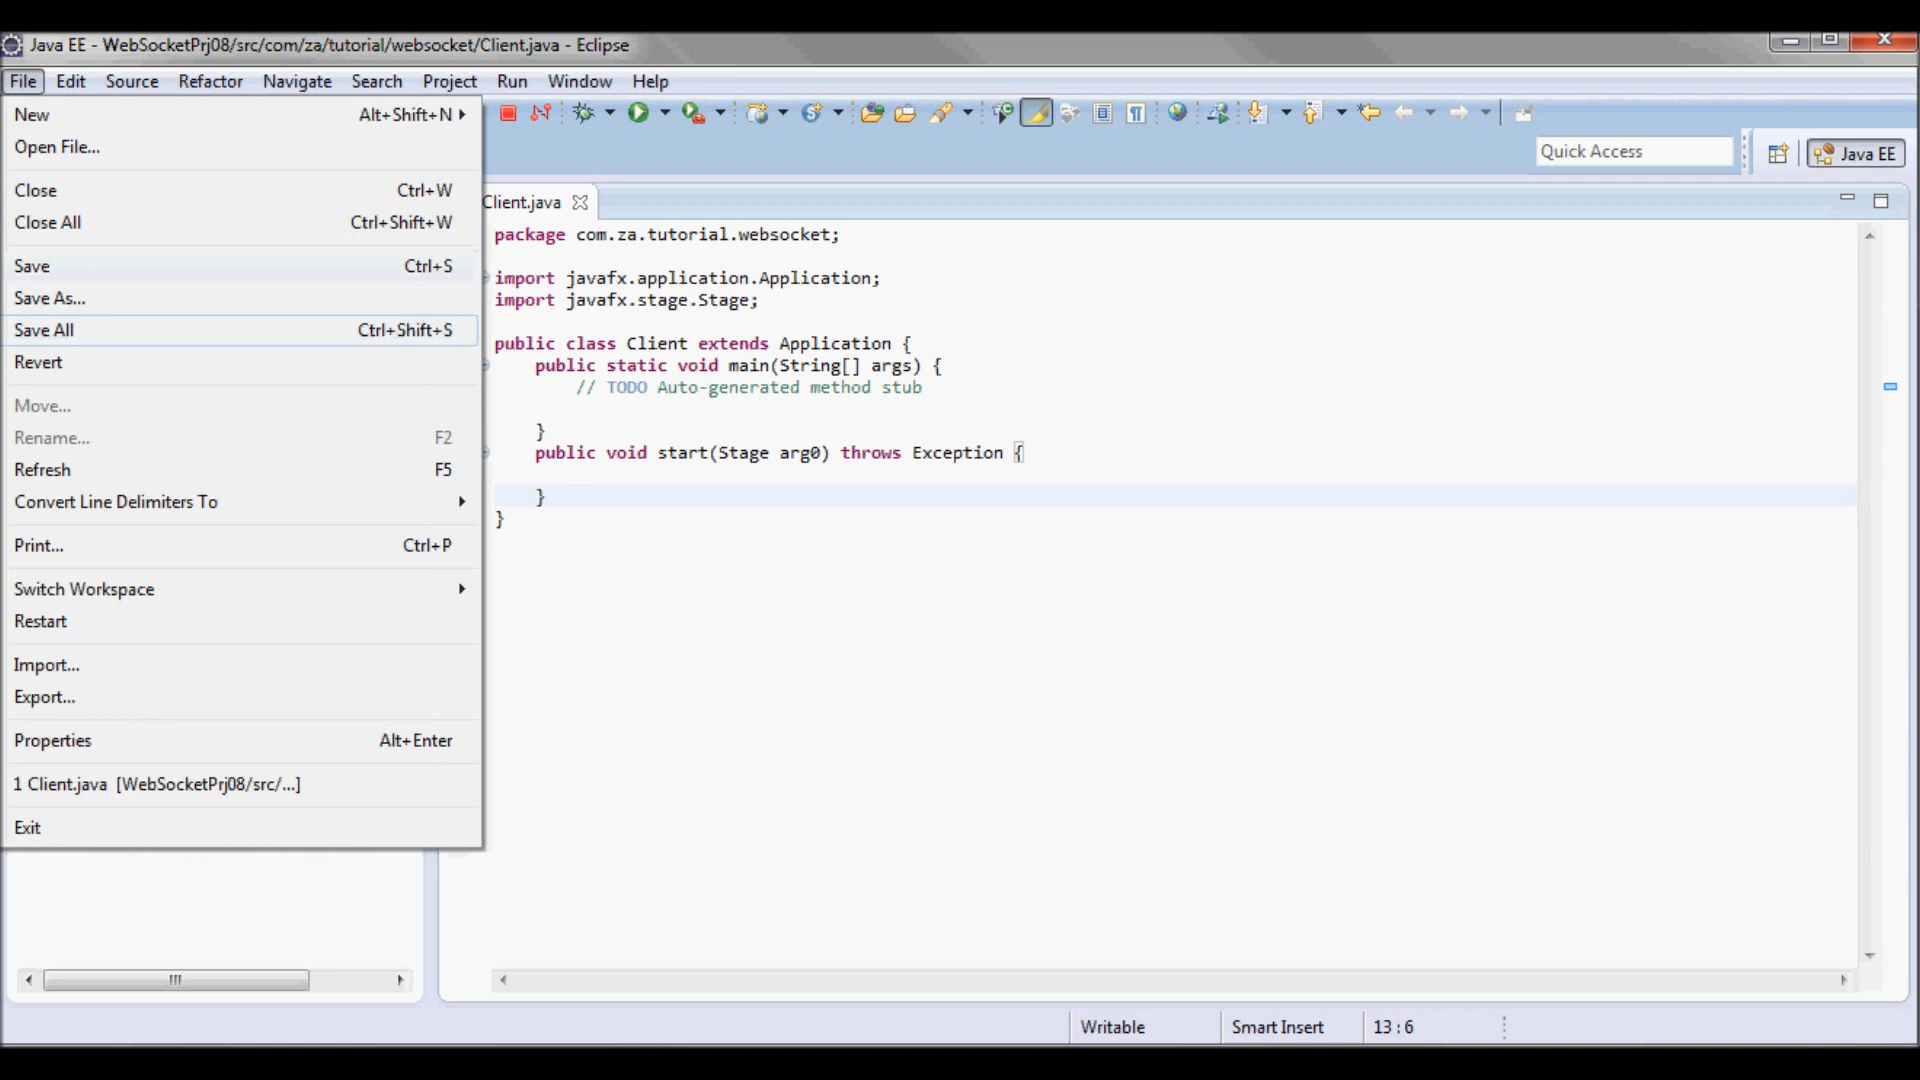 Java EE - WebSocketPrj08/src/com/za/tutorial/websocket/Client.java - Eclipse
File Edit Source Refactor Navigate Search Project Run Window Help
New Alt+Shift+N
Open File...
Close Ctrl+W
Close All Ctrl+Shift+W
Save Ctrl+S
Save As...
Save All Ctrl+Shift+S
Revert
Move...
Rename... F2
Refresh F5
Convert Line Delimiters To
Print... Ctrl+P
Switch Workspace
Restart
Import...
Export...
Properties Alt+Enter
1 Client.java [WebSocketPrj08/src/...]
Exit
Quick Access
Java EE
Client.java
package com.za.tutorial.websocket;
import javafx.application.Application;
import javafx.stage.Stage;
public class Client extends Application {
public static void main(String[] args) {
// TODO Auto-generated method stub
}
public void start(Stage arg0) throws Exception {
}
}
Writable Smart Insert 13 : 6